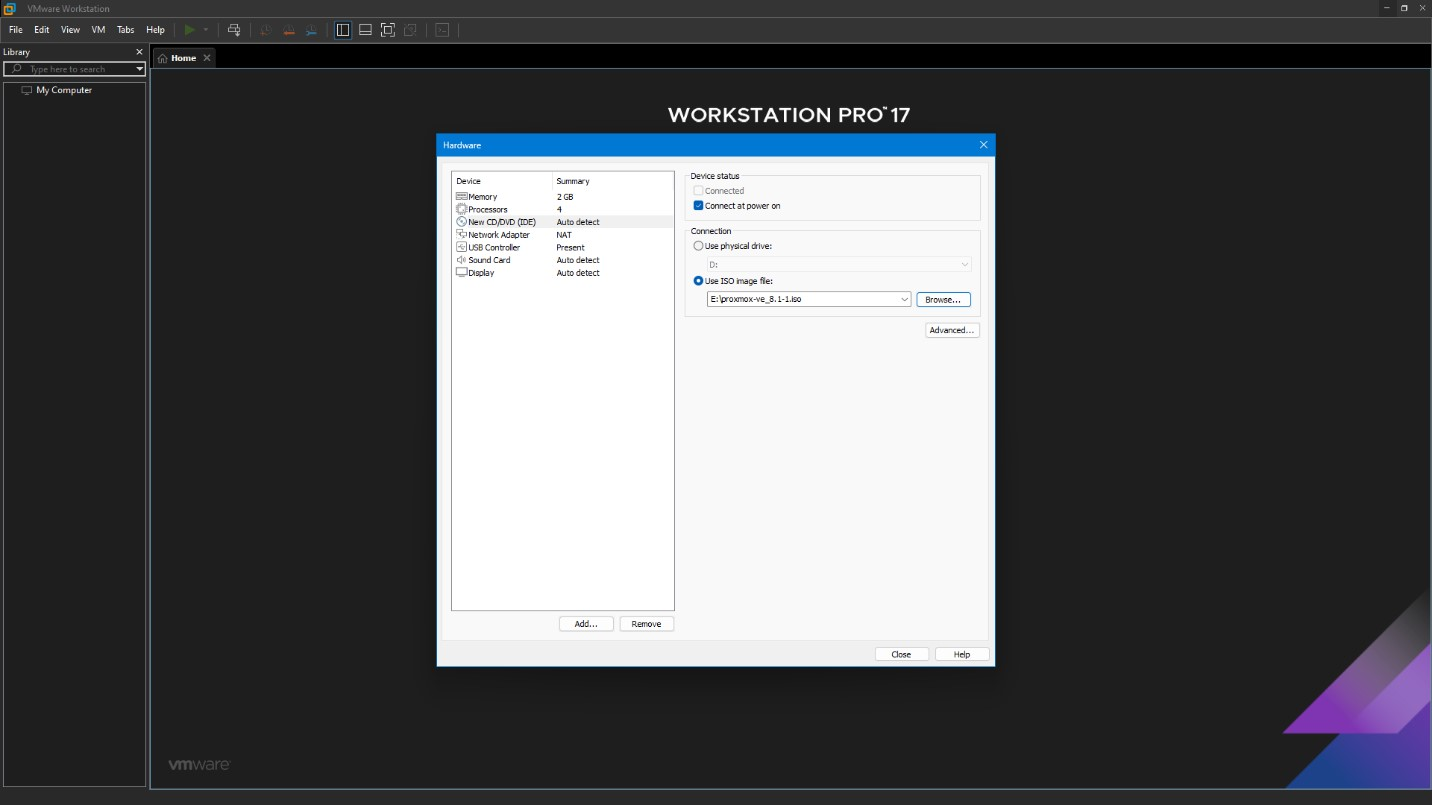 VMware Workstation
File Edit View VM Tabs Help
Library
Home
Type here to search
My Computer
WORKSTATION PRO™ 17
Hardware
Device Summary
Memory 2 GB
Processors 4
New CD/DVD (IDE) Auto detect
Network Adapter NAT
USB Controller Present
Sound Card Auto detect
Display Auto detect
Add... Remove
Device status
Connected
Connect at power on
Connection
Use physical drive:
D:
Use ISO image file:
E:\proxmox-ve_8.1-1.iso Browse...
Advanced...
Close Help
vmware